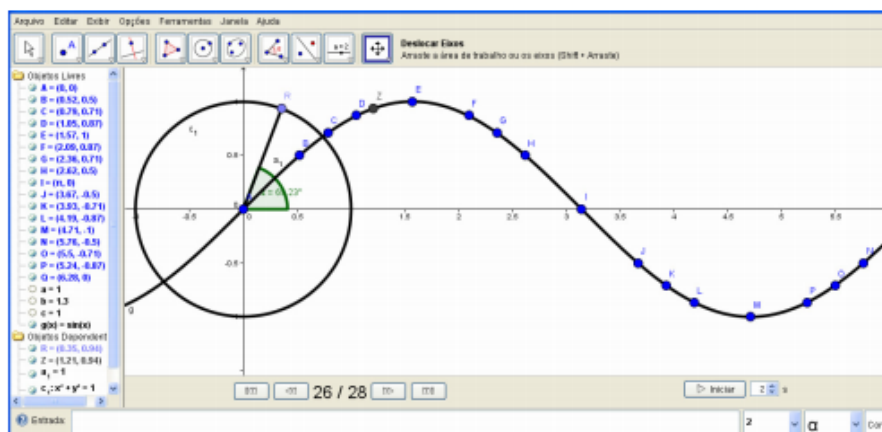 Arquivo Editar Exibir Opções Ferramentas Janela Ajuda
A
a=2
Deslocar Eixos
Arraste a área de trabalho ou os eixos (Shift + Arraste)
Objetos Livres
A = (0, 0)
B = (0.52, 0.5)
C = (0.79, 0.71)
D = (1.05, 0.87)
E = (1.57, 1)
F = (2.09, 0.87)
G = (2.36, 0.71)
H = (2.62, 0.5)
I = (π, 0)
J = (3.67, -0.5)
K = (3.93, -0.71)
L = (4.19, -0.87)
M = (4.71, -1)
N = (5.76, -0.5)
O = (5.5, -0.71)
P = (5.24, -0.87)
Q = (6.28, 0)
a = 1
b = 1.3
c = 1
g(x) = sin(x)
Objetos Dependent
R = (0.35, 0.94)
Z = (1.21, 0.94)
a₁ = 1
c₁: x² + y² = 1
R
c₁
a₁
B
C
D
Z
E
F
G
H
I
J
K
L
M
P
O
N
g
0.5
-0.5
-0.5
0
0.5
1
1.5
2
2.5
3
3.5
4
4.5
5
5.5
26 / 28
Iniciar
2
s
Entrada:
2
α